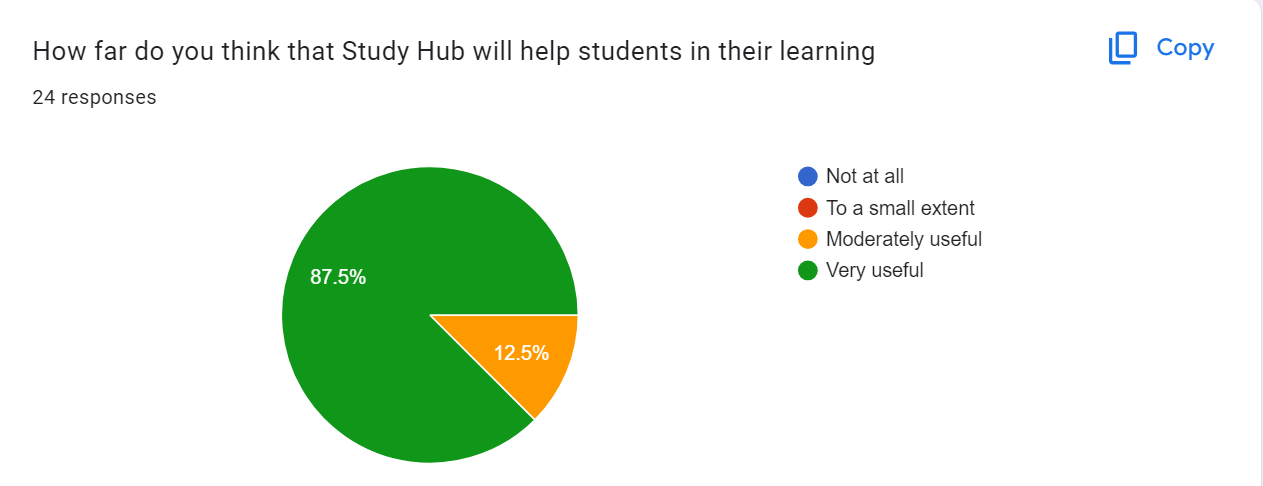 How far do you think that Study Hub will help students in their learning
Copy
24 responses
Not at all
To a small extent
Moderately useful
Very useful
87.5%
12.5%